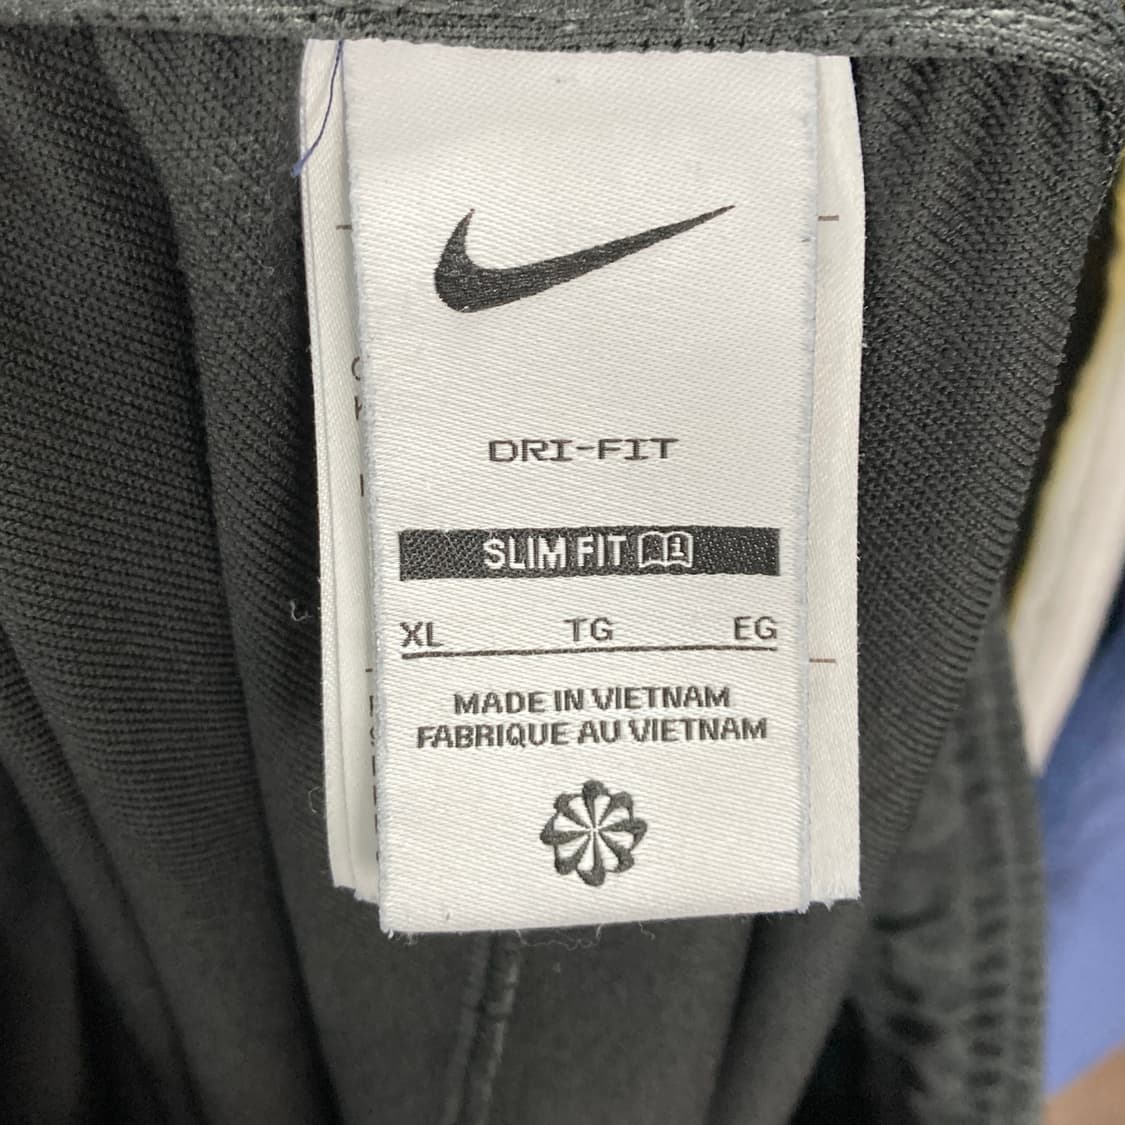 DRI-FIT
SLIM FIT
XL TG EG
MADE IN VIETNAM
FABRIQUE AU VIETNAM